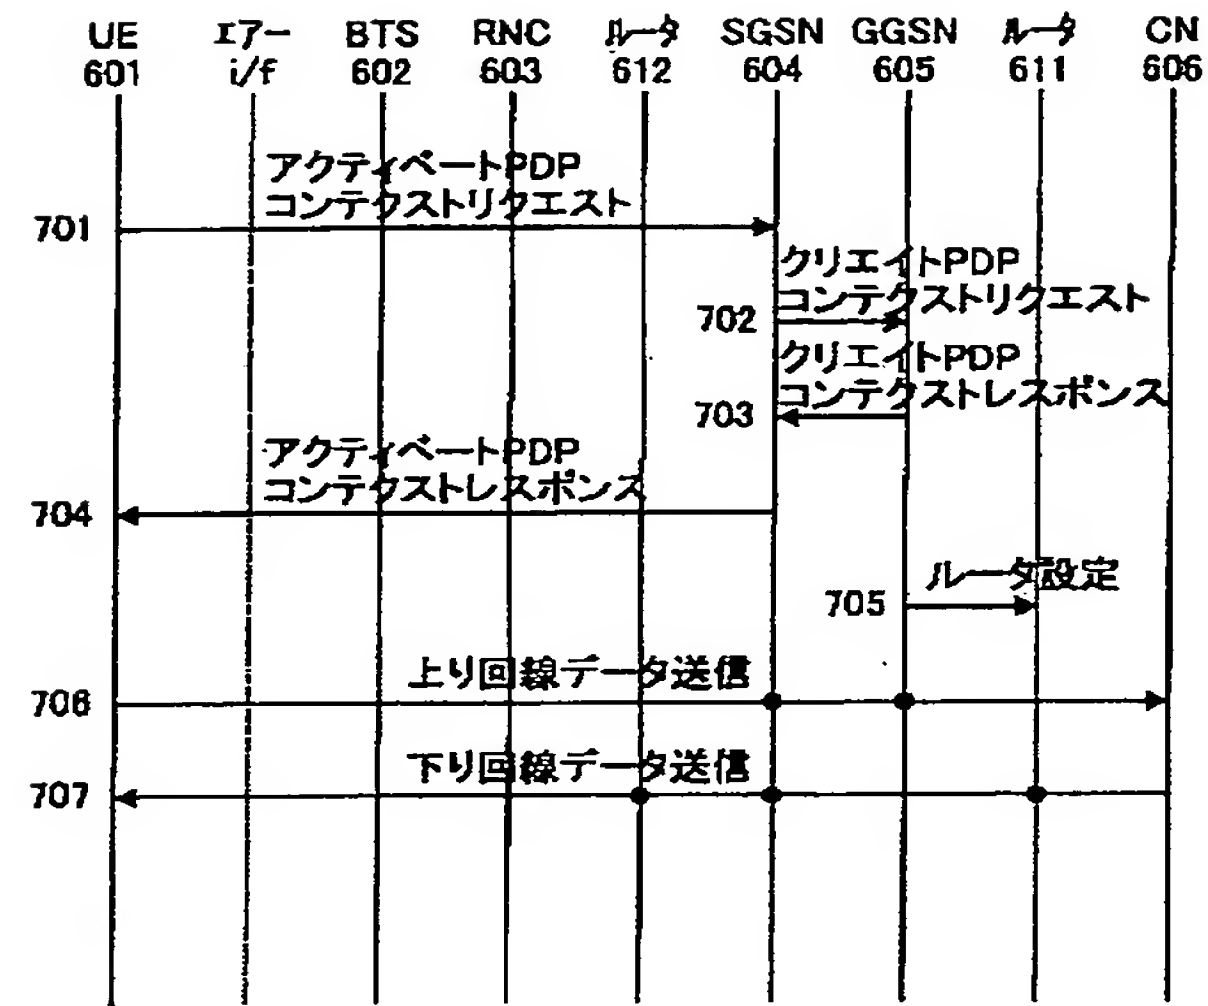 UE エアー BTS RNC ルータ SGSN GGSN ルータ CN
601 i/f 602 603 612 604 605 611 606
アクティベートPDP
コンテクストリクエスト
701
クリエイトPDP
コンテクストリクエスト
702
クリエイトPDP
コンテクストレスポンス
703
アクティベートPDP
コンテクストレスポンス
704
ルータ設定
705
上り回線データ送信
706
下り回線データ送信
707